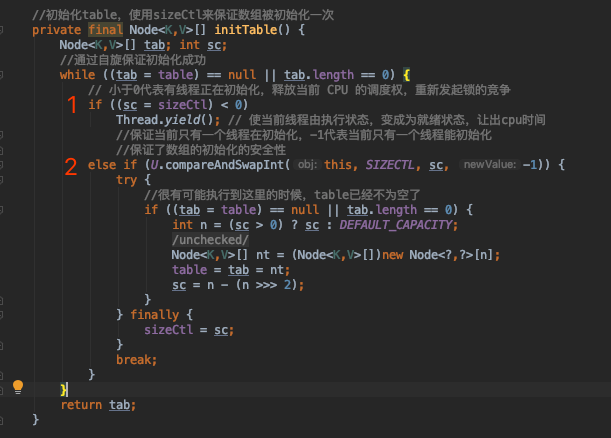 //初始化table，使用sizeCtl来保证数组被初始化一次
private final Node<K,V>[] initTable() {
Node<K,V>[] tab; int sc;
//通过自旋保证初始化成功
while ((tab = table) == null || tab.length == 0) {
// 小于0代表有线程正在初始化，释放当前 CPU 的调度权，重新发起锁的竞争
1 if ((sc = sizeCtl) < 0)
Thread.yield(); // 使当前线程由执行状态，变成为就绪状态，让出cpu时间
//保证当前只有一个线程在初始化，-1代表当前只有一个线程能初始化
//保证了数组的初始化的安全性
2 else if (U.compareAndSwapInt( obj: this, SIZECTL, sc, newValue: -1)) {
try {
//很有可能执行到这里的时候，table已经不为空了
if ((tab = table) == null || tab.length == 0) {
int n = (sc > 0) ? sc : DEFAULT_CAPACITY;
/unchecked/
Node<K,V>[] nt = (Node<K,V>[])new Node<?,?>[n];
table = tab = nt;
sc = n - (n >>> 2);
}
} finally {
sizeCtl = sc;
}
break;
}
}
return tab;
}